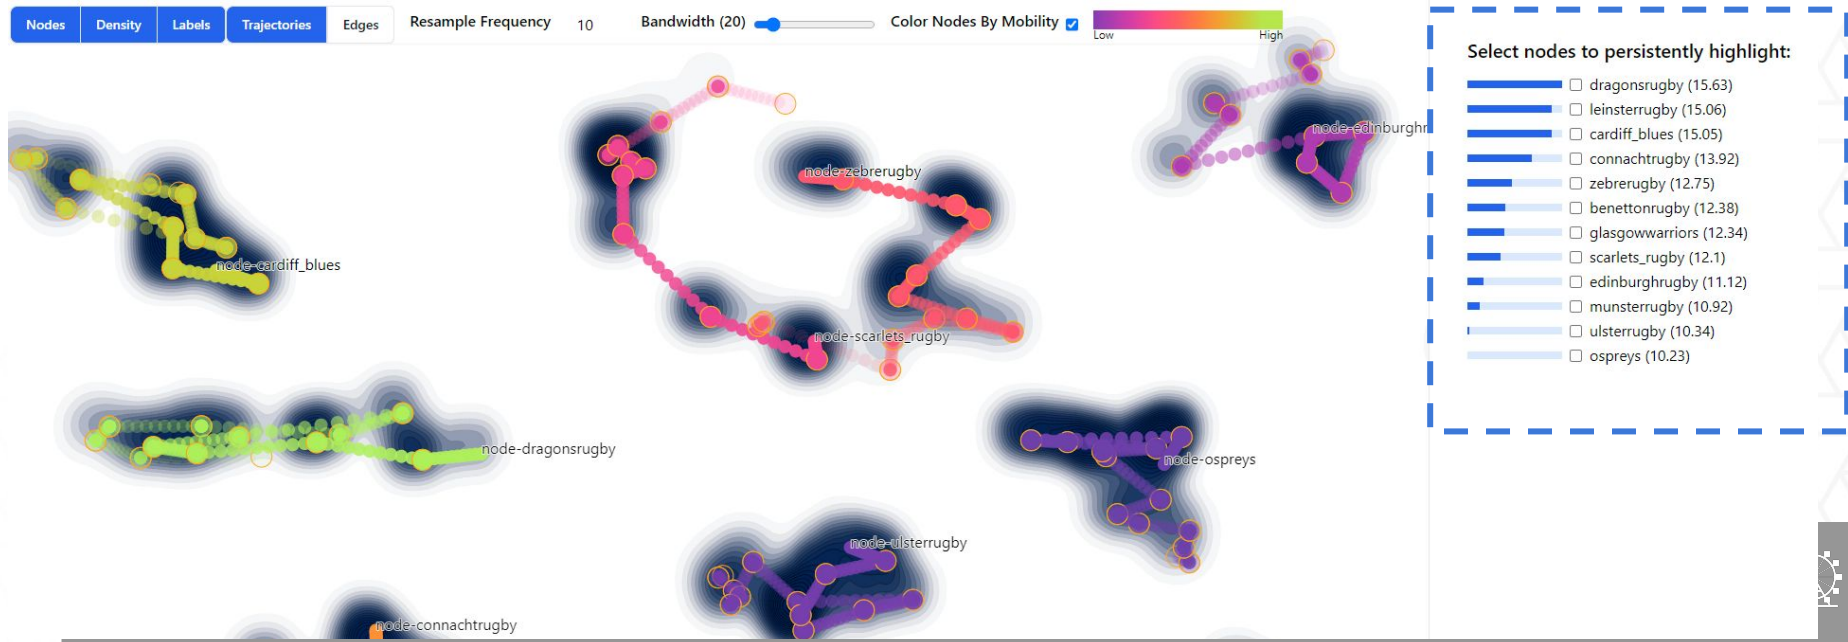 Nodes Density Labels Trajectories Edges Resample Frequency 10 Bandwidth (20) Color Nodes By Mobility
Low High
Select nodes to persistently highlight:
dragonsrugby (15.63)
leinsterrugby (15.06)
cardiff_blues (15.05)
connachtrugby (13.92)
zebrerugby (12.75)
benettonrugby (12.38)
glasgowwarriors (12.34)
scarlets_rugby (12.1)
edinburghrugby (11.12)
munsterrugby (10.92)
ulsterrugby (10.34)
ospreys (10.23)
node-edinburghr
node-zebrerugby
node-cardiff_blues
node-scarlets_rugby
node-dragonsrugby
node-ospreys
node-ulsterrugby
node-connachtrugby